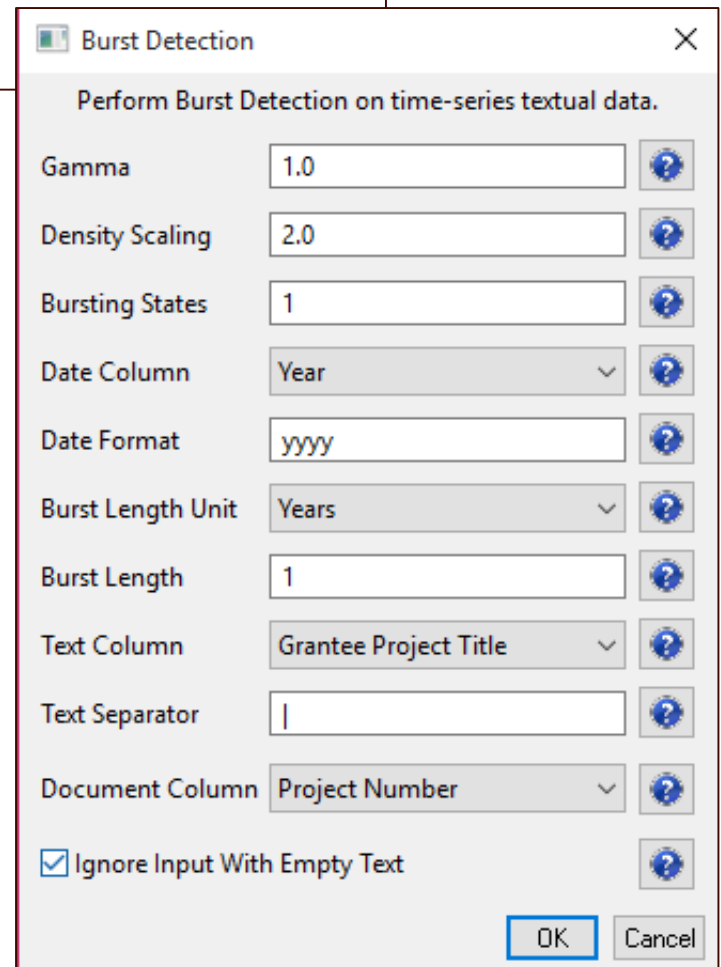 Burst Detection
Perform Burst Detection on time-series textual data.
Gamma 1.0
Density Scaling 2.0
Bursting States 1
Date Column Year
Date Format yyyy
Burst Length Unit Years
Burst Length 1
Text Column Grantee Project Title
Text Separator |
Document Column Project Number
Ignore Input With Empty Text
OK Cancel